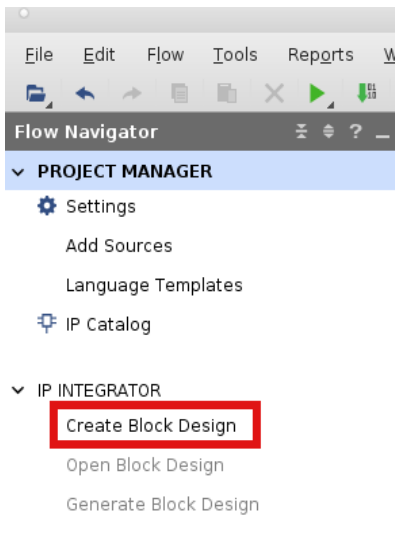 File Edit Flow Tools Reports W
Flow Navigator ?
PROJECT MANAGER
Settings
Add Sources
Language Templates
IP Catalog
IP INTEGRATOR
Create Block Design
Open Block Design
Generate Block Design